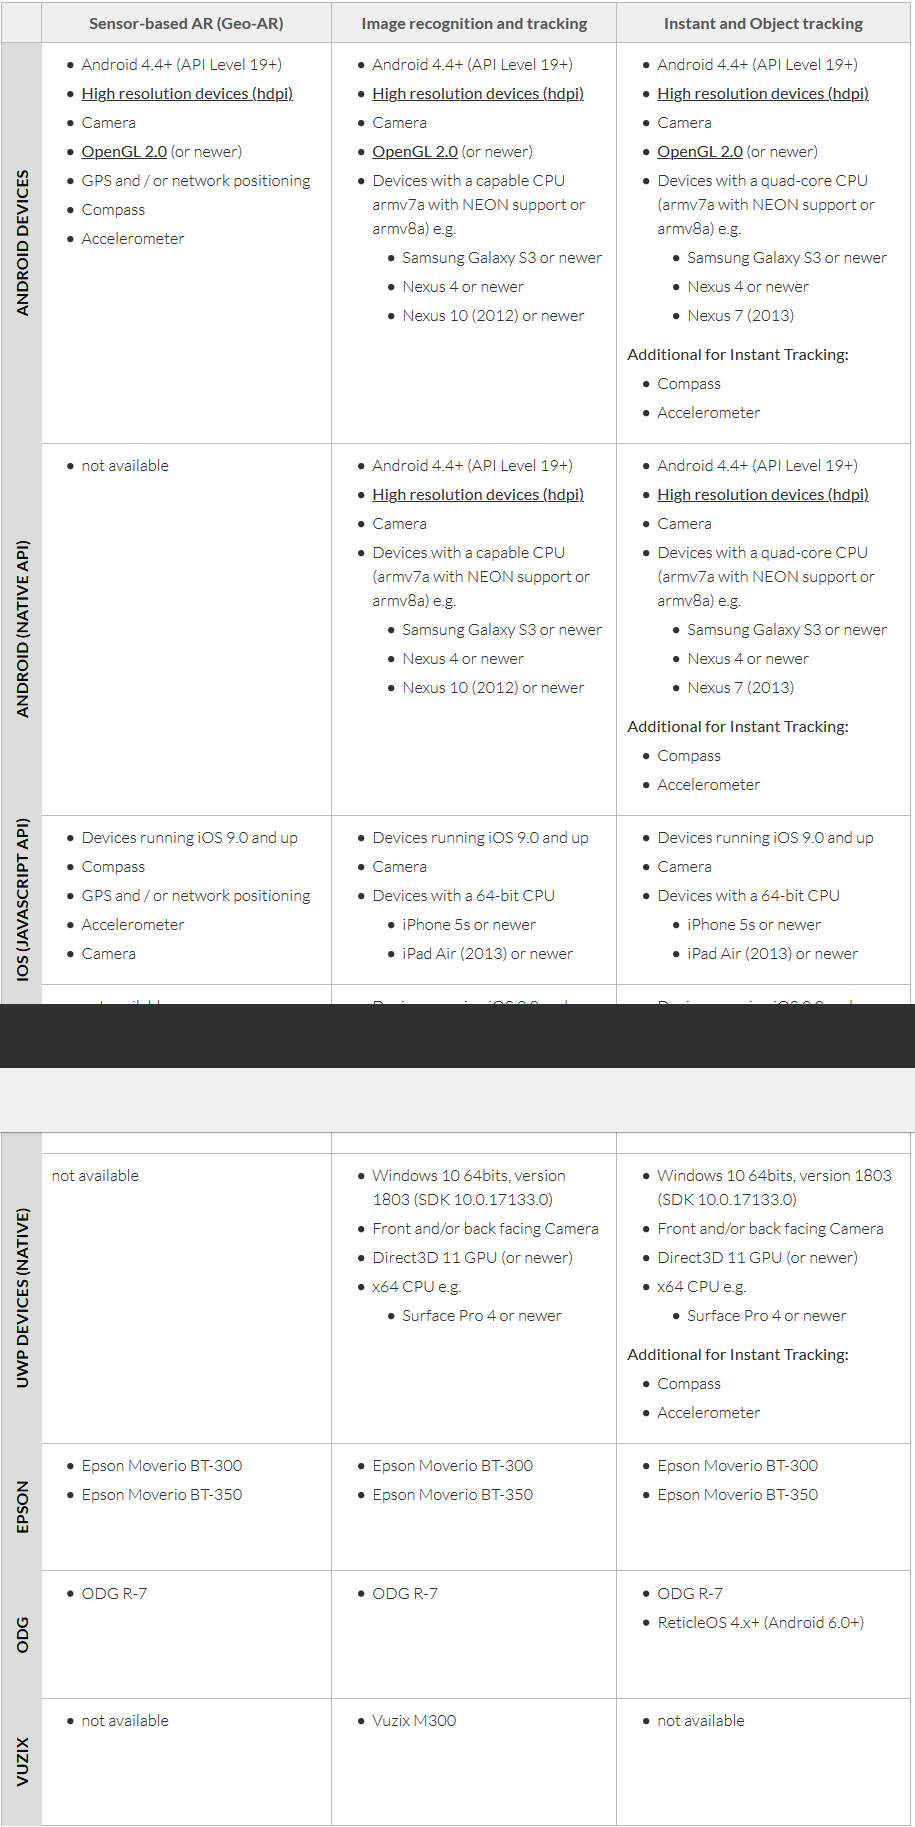 Sensor-based AR (Geo-AR)
Image recognition and tracking
Instant and Object tracking
ANDROID DEVICES
Android 4.4+ (API Level 19+)
High resolution devices (hdpi)
Camera
OpenGL 2.0 (or newer)
GPS and / or network positioning
Compass
Accelerometer
Android 4.4+ (API Level 19+)
High resolution devices (hdpi)
Camera
OpenGL 2.0 (or newer)
Devices with a capable CPU
armv7a with NEON support or
armv8a) e.g.
Samsung Galaxy S3 or newer
Nexus 4 or newer
Nexus 10 (2012) or newer
Android 4.4+ (API Level 19+)
High resolution devices (hdpi)
Camera
OpenGL 2.0 (or newer)
Devices with a quad-core CPU
(armv7a with NEON support or
armv8a) e.g.
Samsung Galaxy S3 or newer
Nexus 4 or newer
Nexus 7 (2013)
Additional for Instant Tracking:
Compass
Accelerometer
ANDROID (NATIVE API)
not available
Android 4.4+ (API Level 19+)
High resolution devices (hdpi)
Camera
Devices with a capable CPU
(armv7a with NEON support or
armv8a) e.g.
Samsung Galaxy S3 or newer
Nexus 4 or newer
Nexus 10 (2012) or newer
Android 4.4+ (API Level 19+)
High resolution devices (hdpi)
Camera
Devices with a quad-core CPU
(armv7a with NEON support or
armv8a) e.g.
Samsung Galaxy S3 or newer
Nexus 4 or newer
Nexus 7 (2013)
Additional for Instant Tracking:
Compass
Accelerometer
IOS (JAVASCRIPT API)
Devices running iOS 9.0 and up
Compass
GPS and / or network positioning
Accelerometer
Camera
Devices running iOS 9.0 and up
Camera
Devices with a 64-bit CPU
iPhone 5s or newer
iPad Air (2013) or newer
Devices running iOS 9.0 and up
Camera
Devices with a 64-bit CPU
iPhone 5s or newer
iPad Air (2013) or newer
UWP DEVICES (NATIVE)
not available
Windows 10 64bits, version
1803 (SDK 10.0.17133.0)
Front and/or back facing Camera
Direct3D 11 GPU (or newer)
x64 CPU e.g.
Surface Pro 4 or newer
Windows 10 64bits, version 1803
(SDK 10.0.17133.0)
Front and/or back facing Camera
Direct3D 11 GPU (or newer)
x64 CPU e.g.
Surface Pro 4 or newer
Additional for Instant Tracking:
Compass
Accelerometer
EPSON
Epson Moverio BT-300
Epson Moverio BT-350
Epson Moverio BT-300
Epson Moverio BT-350
Epson Moverio BT-300
Epson Moverio BT-350
ODG
ODG R-7
ODG R-7
ODG R-7
ReticleOS 4.x+ (Android 6.0+)
VUZIX
not available
Vuzix M300
not available